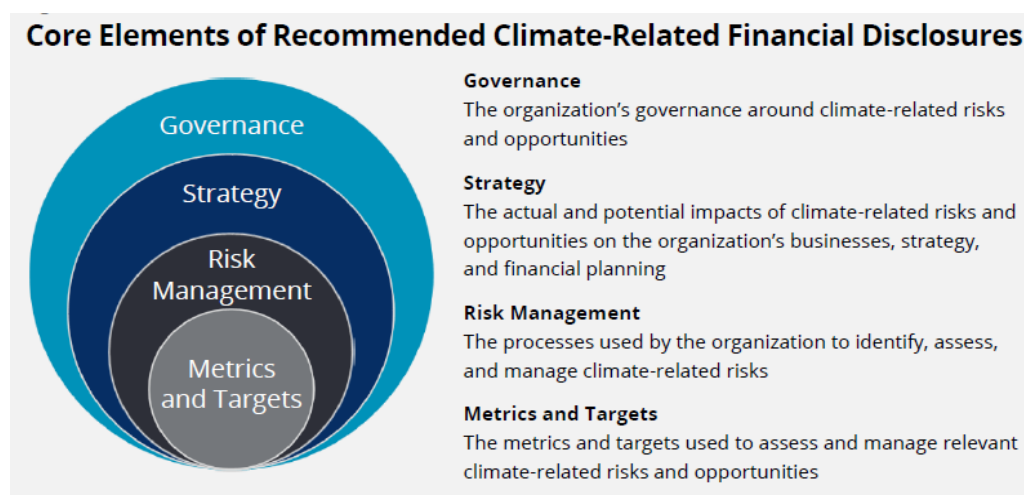 Core Elements of Recommended Climate-Related Financial Disclosures
Governance
Strategy
Risk
Management
Metrics
and Targets
Governance
The organization’s governance around climate-related risks
and opportunities
Strategy
The actual and potential impacts of climate-related risks and
opportunities on the organization’s businesses, strategy,
and financial planning
Risk Management
The processes used by the organization to identify, assess,
and manage climate-related risks
Metrics and Targets
The metrics and targets used to assess and manage relevant
climate-related risks and opportunities